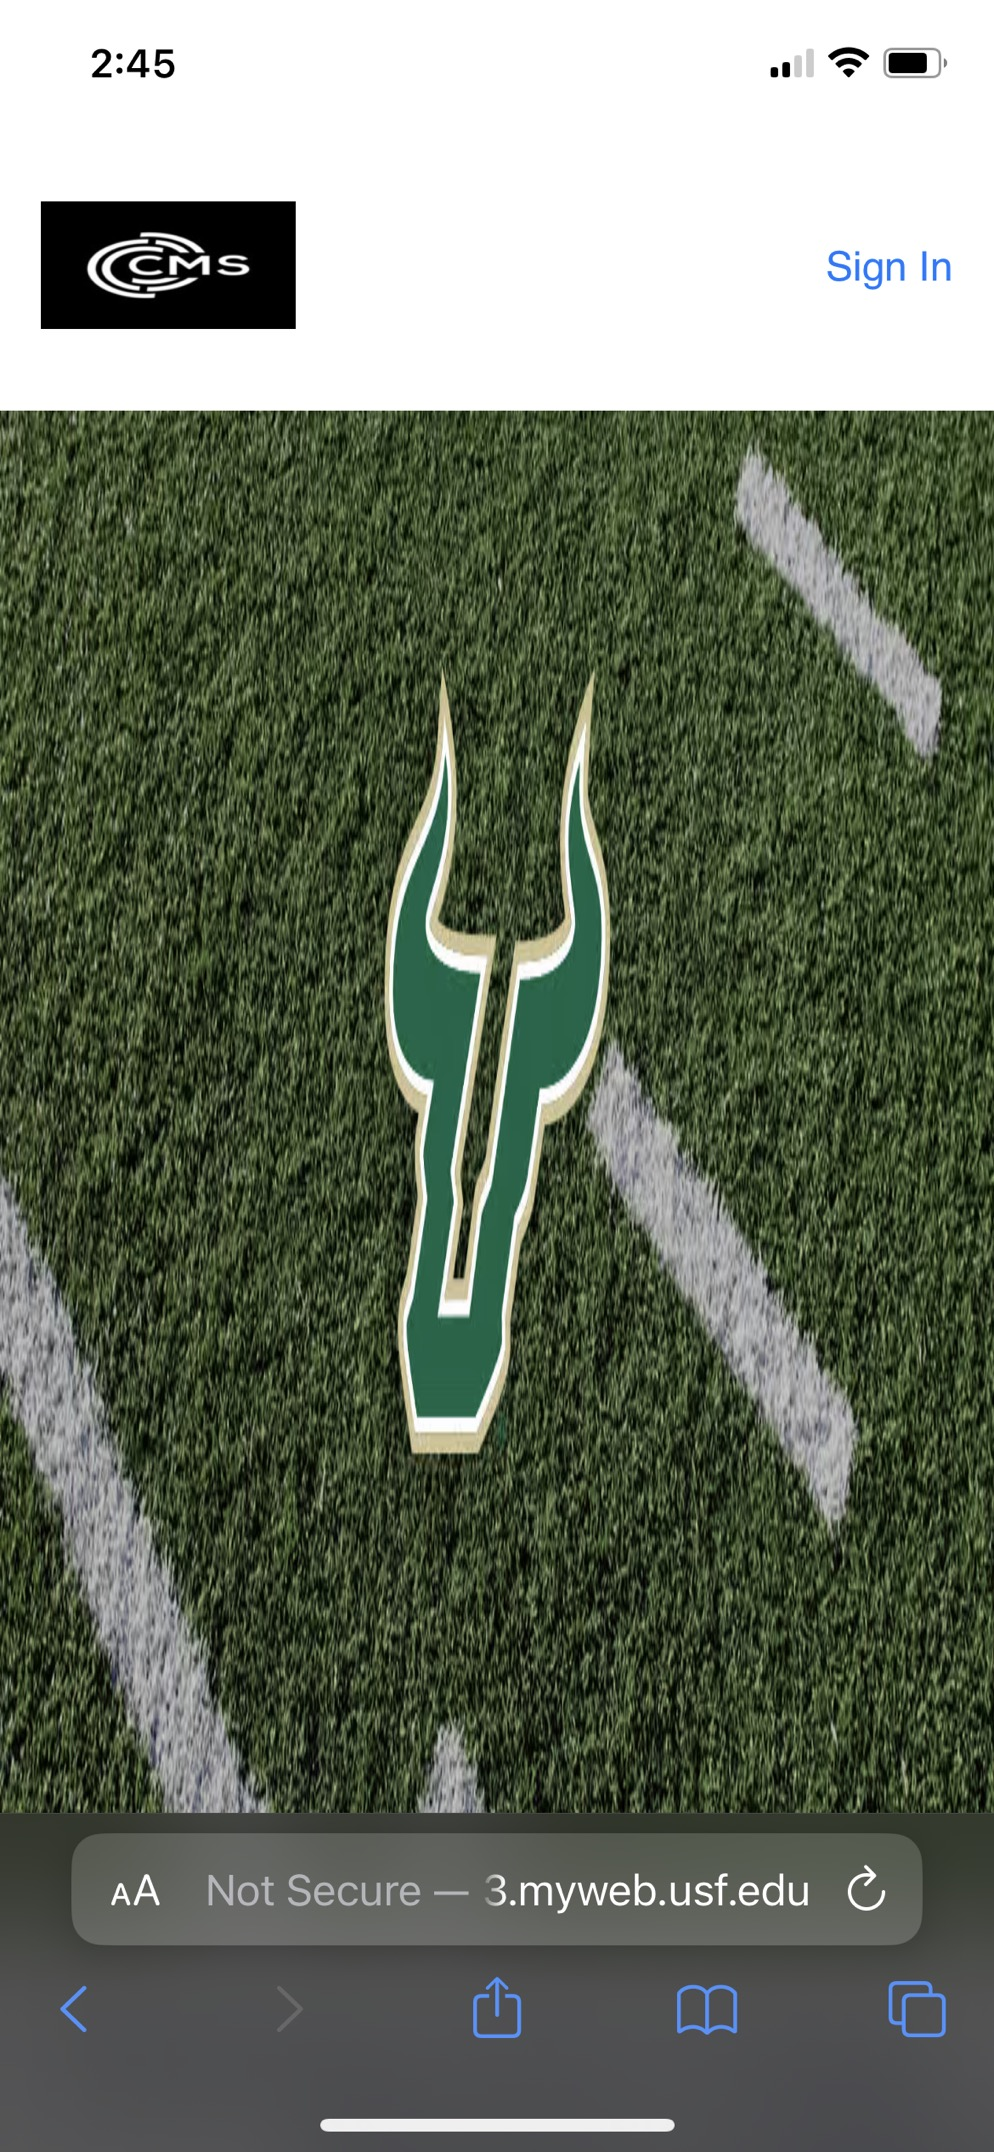 2:45
CMS
Sign In
AA Not Secure — 3.myweb.usf.edu